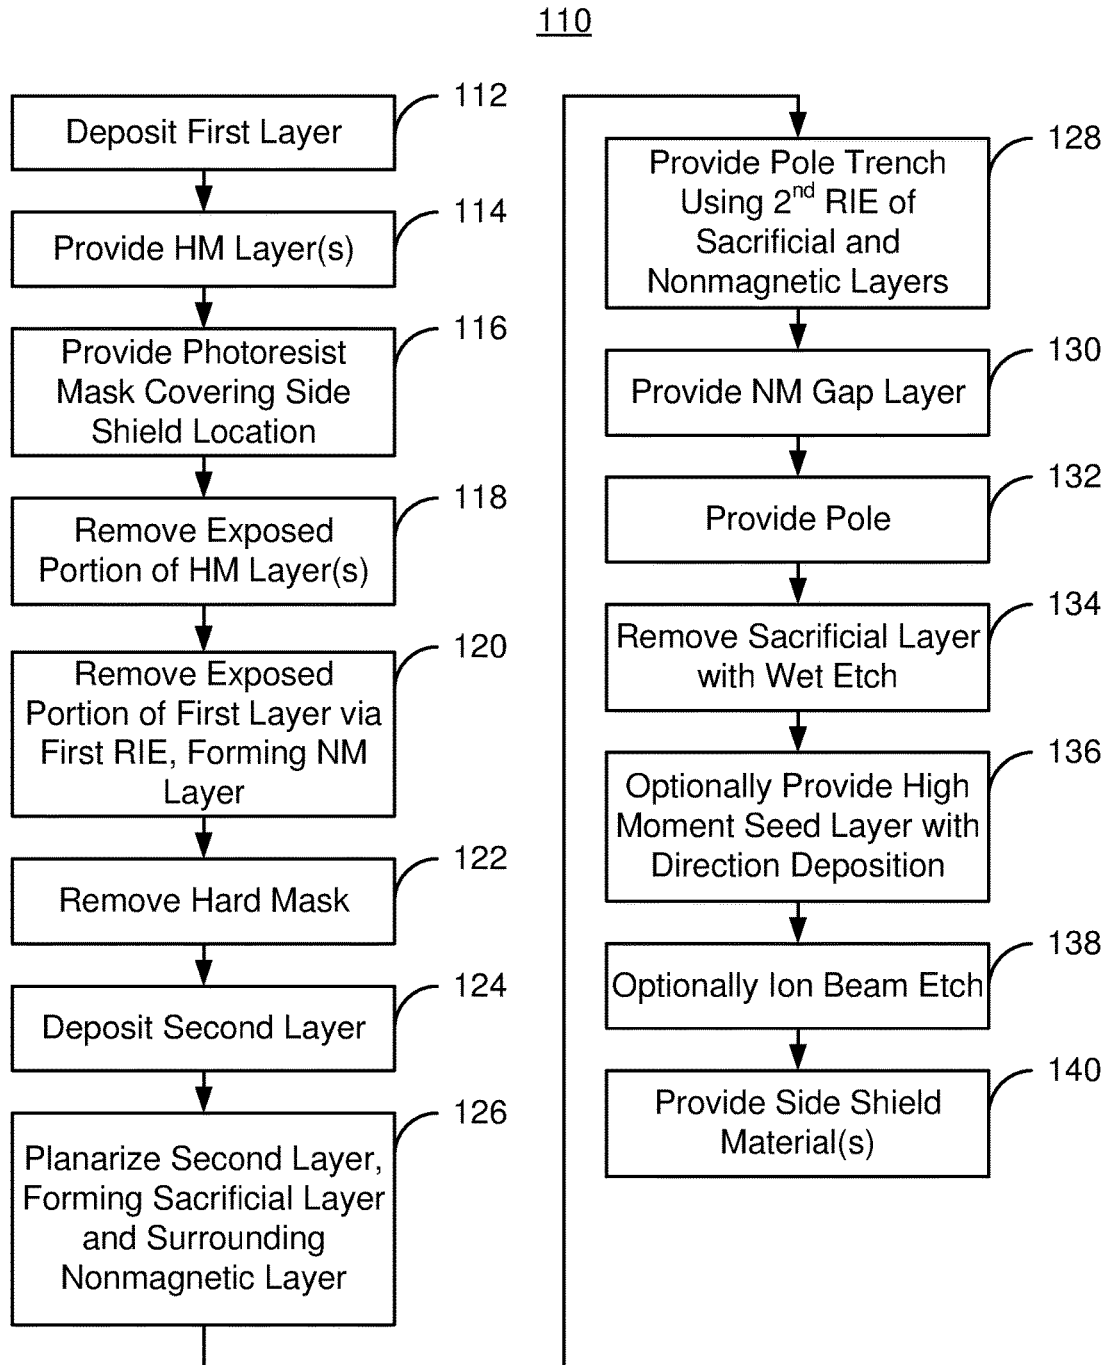 110
Deposit First Layer
112
Provide HM Layer(s)
114
Provide Photoresist
Mask Covering Side
Shield Location
116
Remove Exposed
Portion of HM Layer(s)
118
Remove Exposed
Portion of First Layer via
First RIE, Forming NM
Layer
120
Remove Hard Mask
122
Deposit Second Layer
124
Planarize Second Layer,
Forming Sacrificial Layer
and Surrounding
Nonmagnetic Layer
126
Provide Pole Trench
Using 2nd RIE of
Sacrificial and
Nonmagnetic Layers
128
Provide NM Gap Layer
130
Provide Pole
132
Remove Sacrificial Layer
with Wet Etch
134
Optionally Provide High
Moment Seed Layer with
Direction Deposition
136
Optionally Ion Beam Etch
138
Provide Side Shield
Material(s)
140